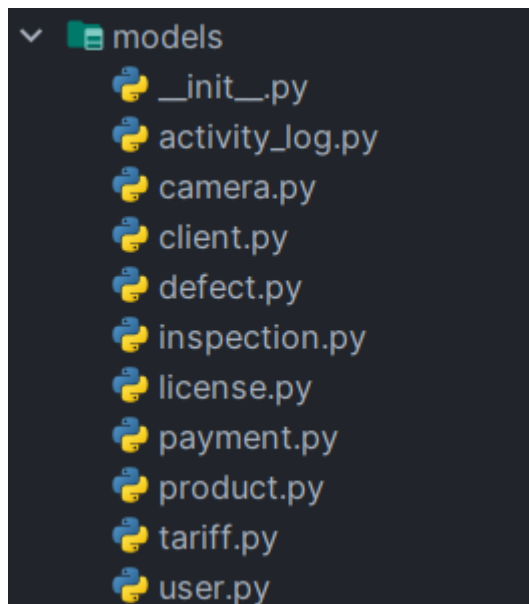 models
__init__.py
activity_log.py
camera.py
client.py
defect.py
inspection.py
license.py
payment.py
product.py
tariff.py
user.py